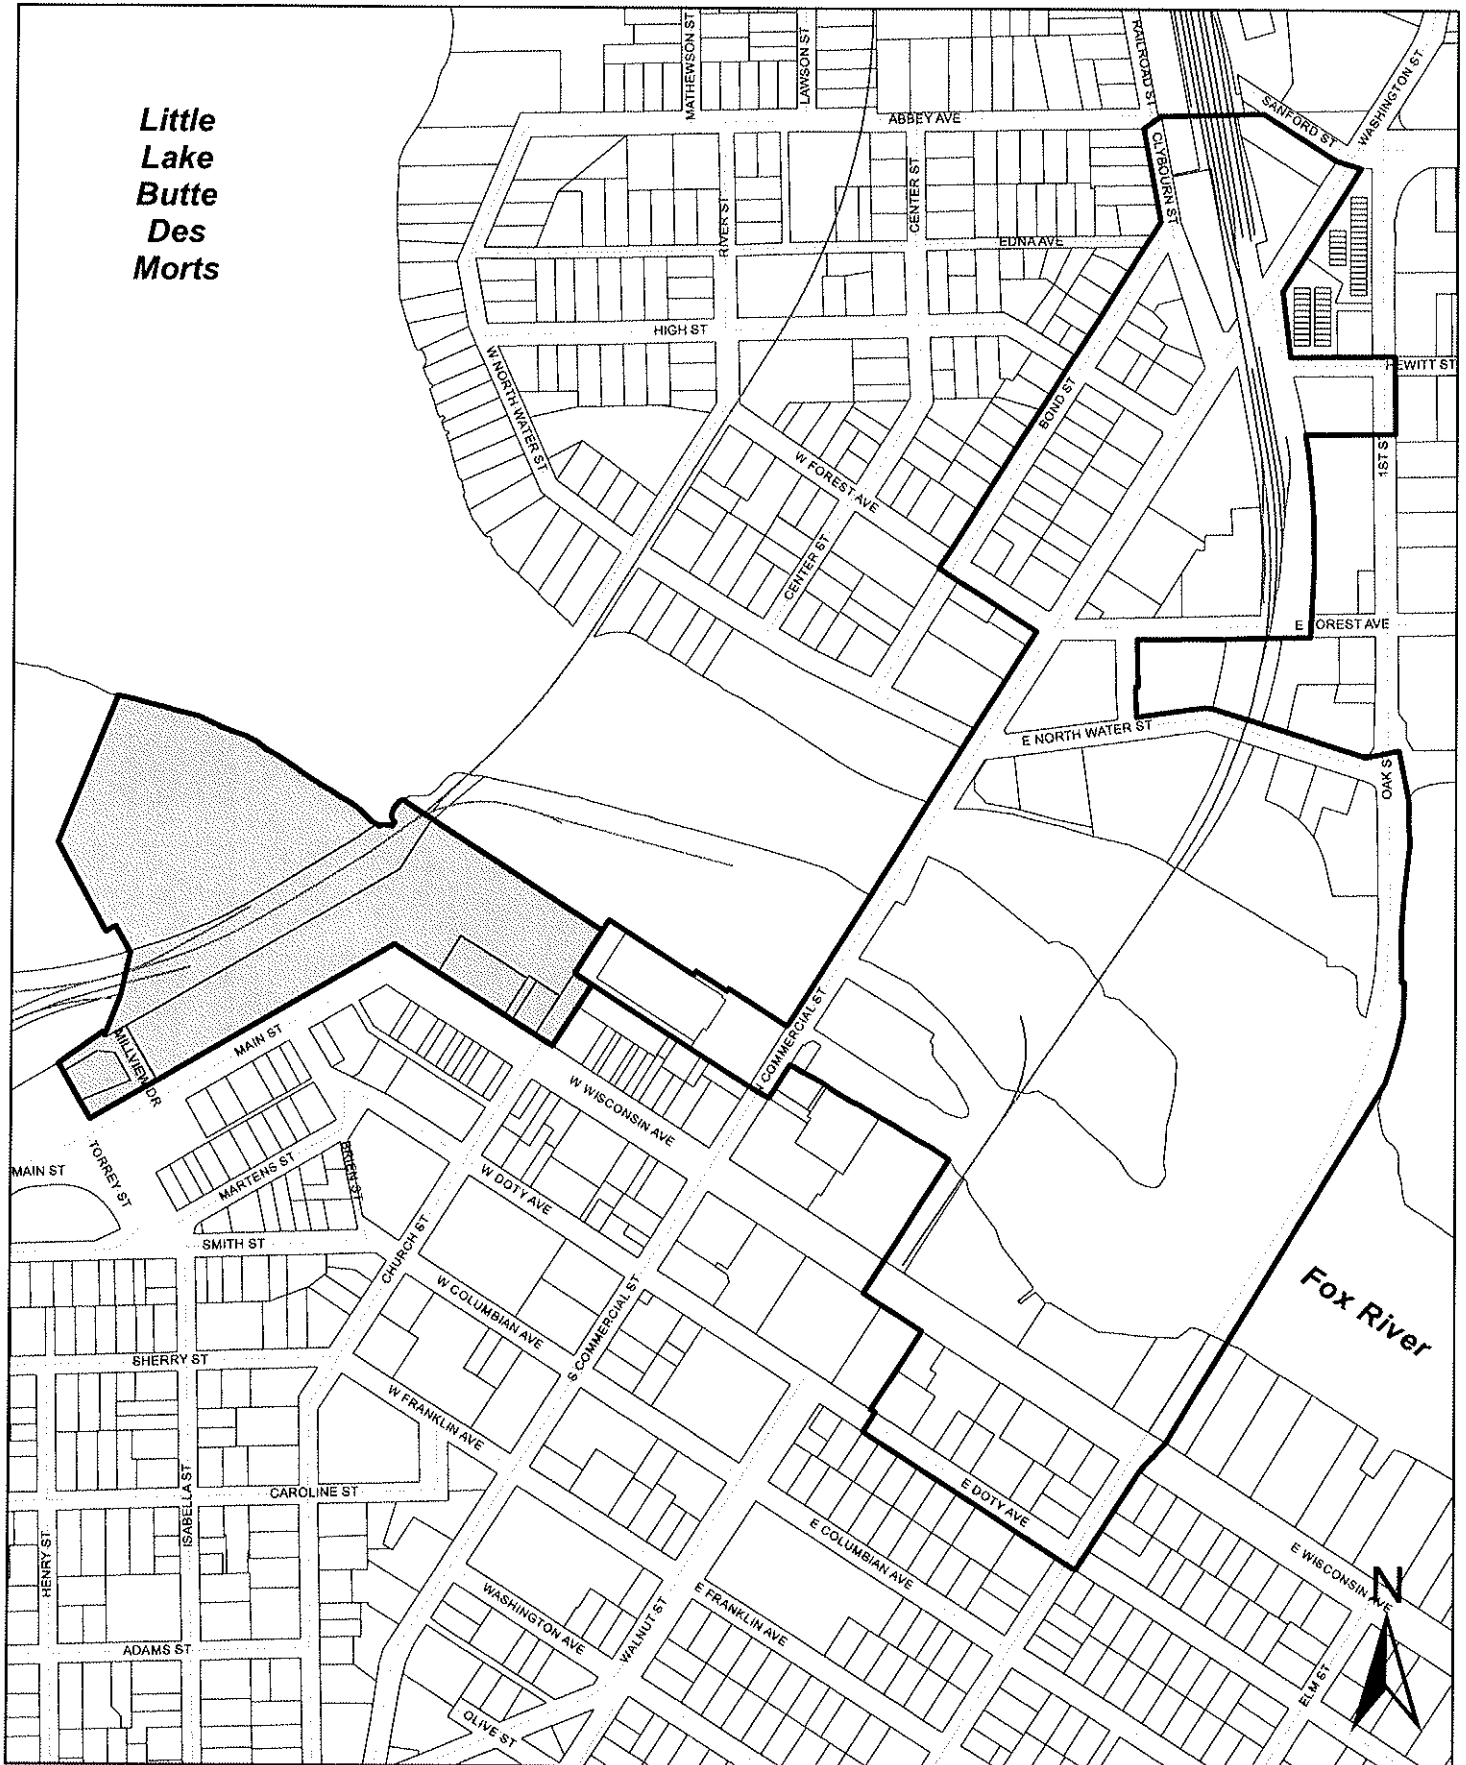 MATHEWSON ST
LAWSON ST
RAILROAD ST
WASHINGTON ST
SANFORD ST
ABBEY AVE
CLYBOURN ST
Little
Lake
Butte
Des
Morts
RIVER ST
CENTER ST
EDNA AVE
HIGH ST
W NORTH WATER ST
BOND ST
HEWITT ST
1ST ST
W FOREST AVE
CENTER ST
E FOREST AVE
E NORTH WATER ST
OAK ST
N COMMERCIAL ST
MAIN ST
MILLVIEW DR
W WISCONSIN AVE
MAIN ST
TORREY ST
MARTENS ST
BRIEN ST
W DOTY AVE
SMITH ST
CHURCH ST
W COLUMBIAN AVE
S COMMERCIAL ST
Fox River
SHERRY ST
W FRANKLIN AVE
ISABELLA ST
CAROLINE ST
E DOTY AVE
HENRY ST
E COLUMBIAN AVE
E WISCONSIN AVE
N
WASHINGTON AVE
E FRANKLIN AVE
WALNUT ST
ADAMS ST
ELM ST
OLIVE ST